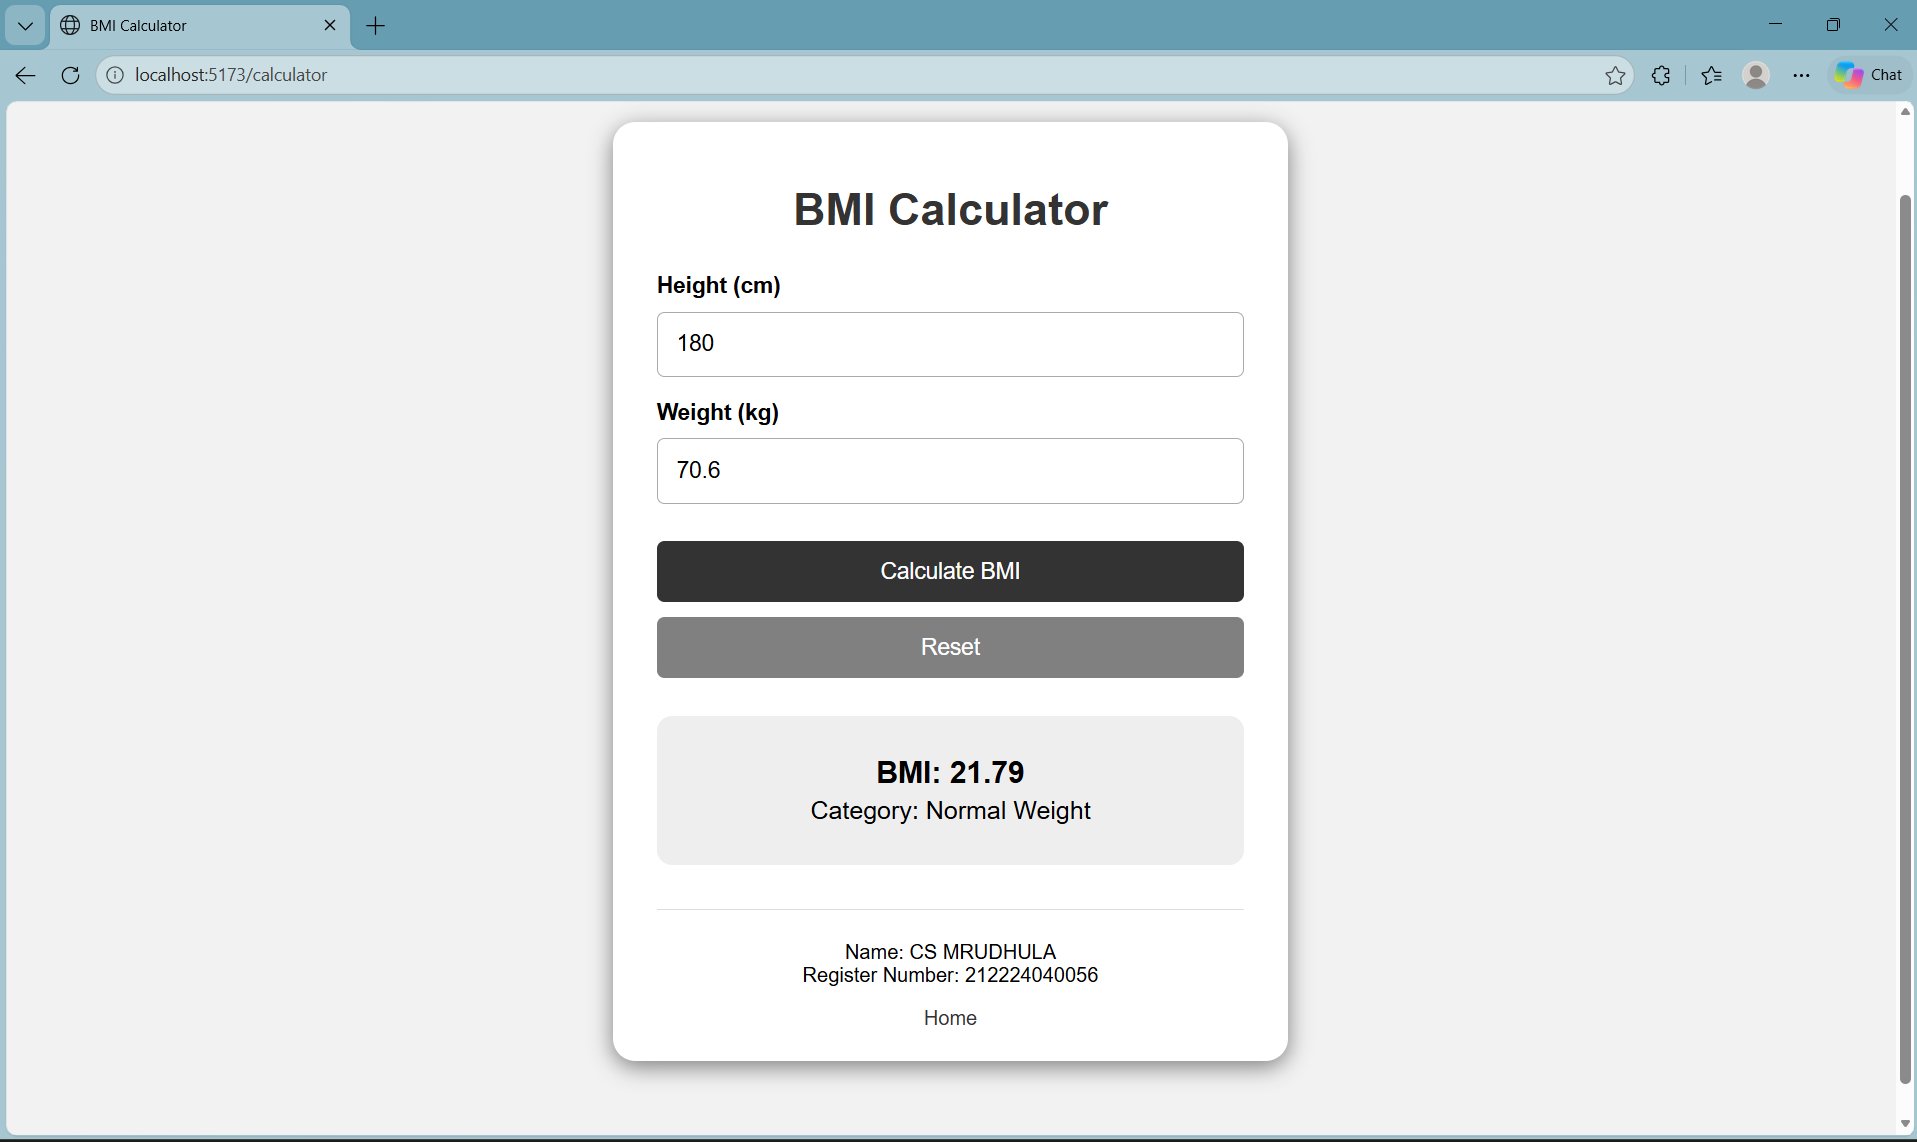 BMI Calculator
localhost:5173/calculator
Chat
BMI Calculator
Height (cm)
180
Weight (kg)
70.6
Calculate BMI
Reset
BMI: 21.79
Category: Normal Weight
Name: CS MRUDHULA
Register Number: 212224040056
Home